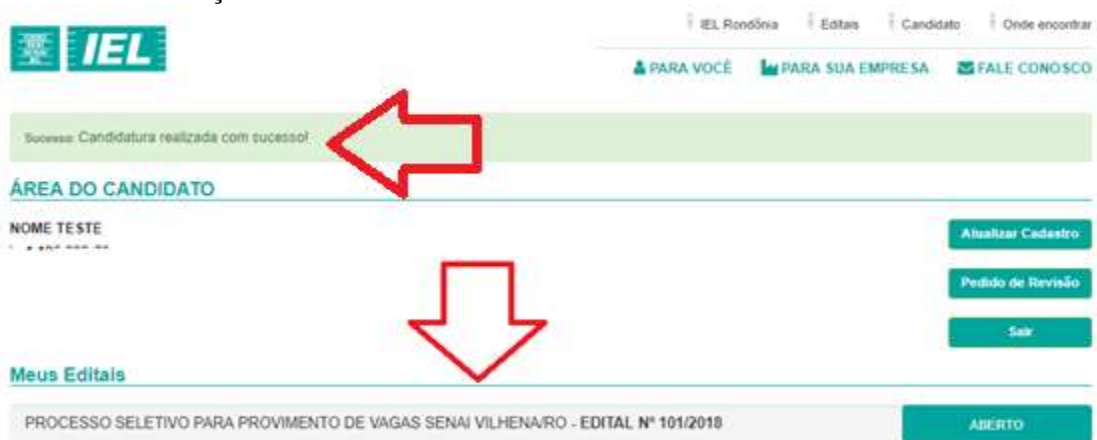 IEL Rondônia Editais Candidato Onde encontrar
IEL
PARA VOCÊ PARA SUA EMPRESA FALE CONOSCO
Sucesso: Candidatura realizada com sucesso!
ÁREA DO CANDIDATO
NOME TESTE
Atualizar Cadastro
Pedido de Revisão
Sair
Meus Editais
PROCESSO SELETIVO PARA PROVIMENTO DE VAGAS SENAI VILHENA/RO - EDITAL Nº 101/2018 ABERTO